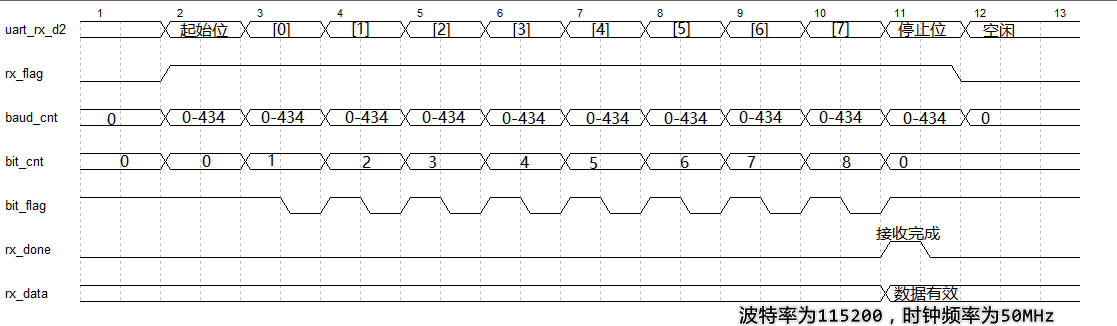 1 2 3 4 5 6 7 8 9 10 11 12 13
uart_rx_d2 起始位 [0] [1] [2] [3] [4] [5] [6] [7] 停止位 空闲
rx_flag
baud_cnt 0 0-434 0-434 0-434 0-434 0-434 0-434 0-434 0-434 0-434 0-434 0
bit_cnt 0 0 1 2 3 4 5 6 7 8 0
bit_flag
接收完成
rx_done
rx_data 数据有效
波特率为115200，时钟频率为50MHz